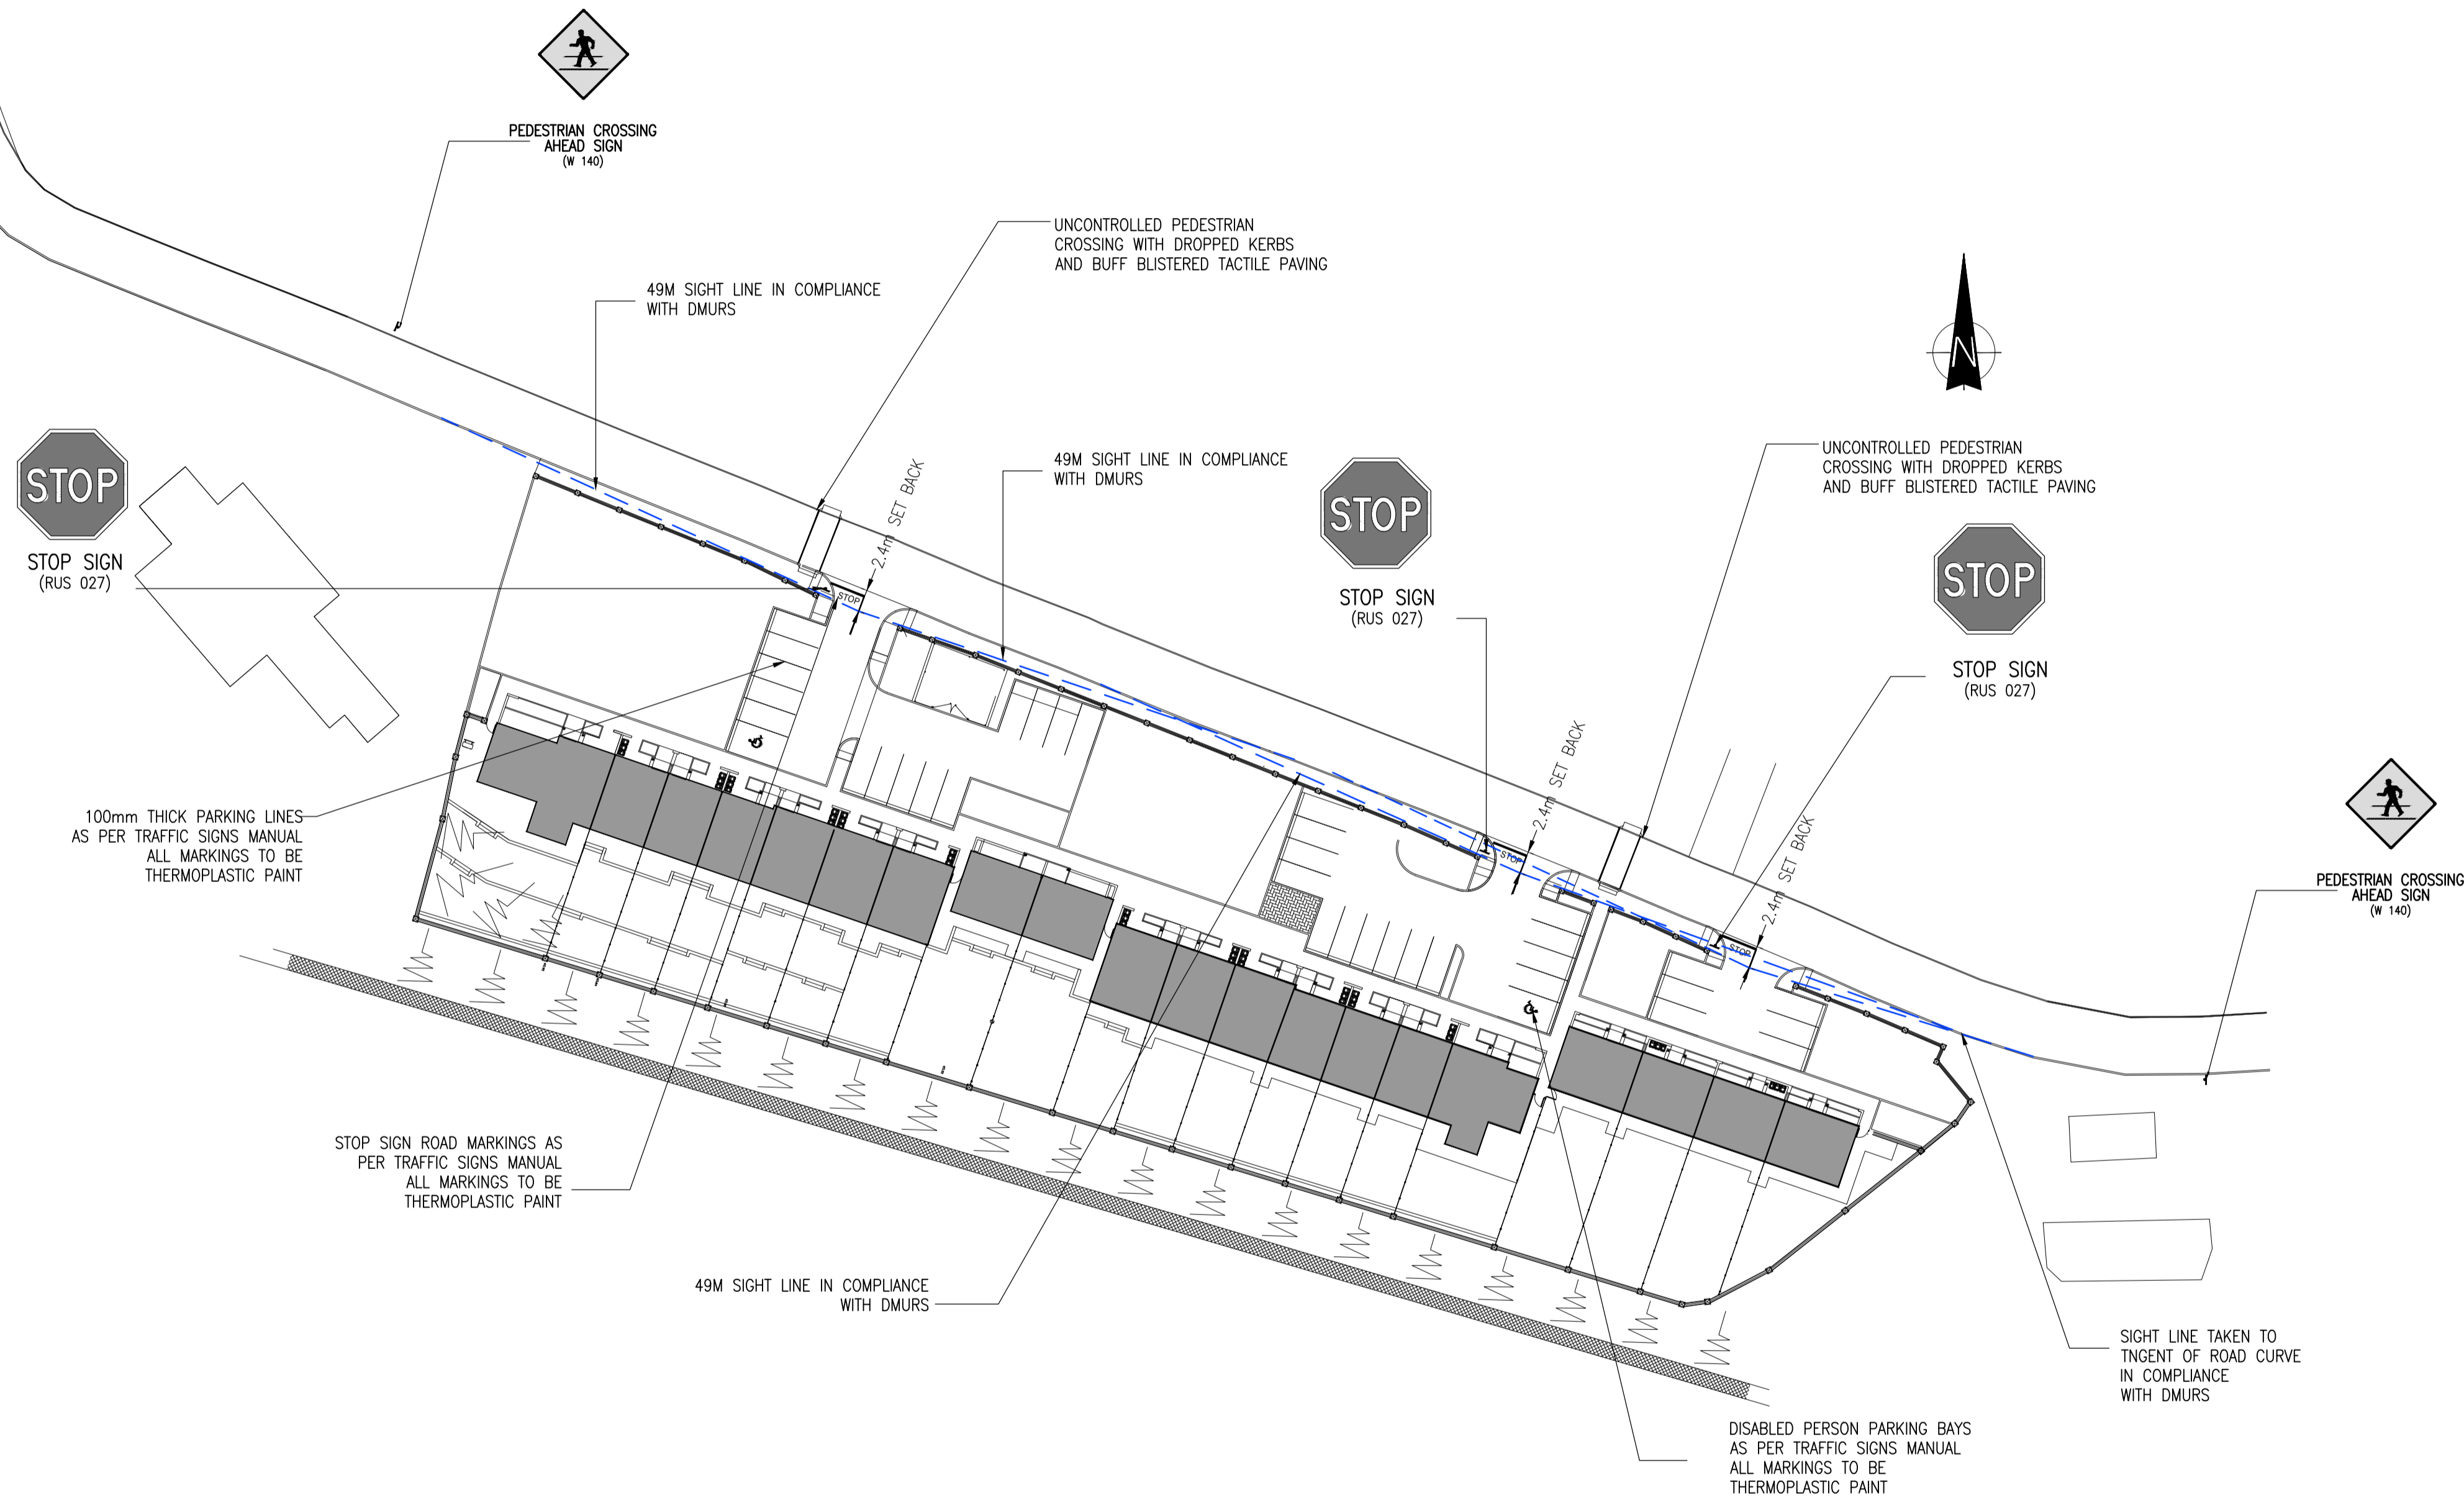 PEDESTRIAN CROSSING
AHEAD SIGN
(W 140)
UNCONTROLLED PEDESTRIAN
CROSSING WITH DROPPED KERBS
AND BUFF BLISTERED TACTILE PAVING
49M SIGHT LINE IN COMPLIANCE
WITH DMURS
N
STOP
STOP SIGN
(RUS 027)
2.4m SET BACK
STOP
49M SIGHT LINE IN COMPLIANCE
WITH DMURS
STOP
STOP SIGN
(RUS 027)
UNCONTROLLED PEDESTRIAN
CROSSING WITH DROPPED KERBS
AND BUFF BLISTERED TACTILE PAVING
STOP
STOP SIGN
(RUS 027)
2.4m SET BACK
STOP
2.4m SET BACK
STOP
PEDESTRIAN CROSSING
AHEAD SIGN
(W 140)
100mm THICK PARKING LINES
AS PER TRAFFIC SIGNS MANUAL
ALL MARKINGS TO BE
THERMOPLASTIC PAINT
STOP SIGN ROAD MARKINGS AS
PER TRAFFIC SIGNS MANUAL
ALL MARKINGS TO BE
THERMOPLASTIC PAINT
49M SIGHT LINE IN COMPLIANCE
WITH DMURS
SIGHT LINE TAKEN TO
TNGENT OF ROAD CURVE
IN COMPLIANCE
WITH DMURS
DISABLED PERSON PARKING BAYS
AS PER TRAFFIC SIGNS MANUAL
ALL MARKINGS TO BE
THERMOPLASTIC PAINT